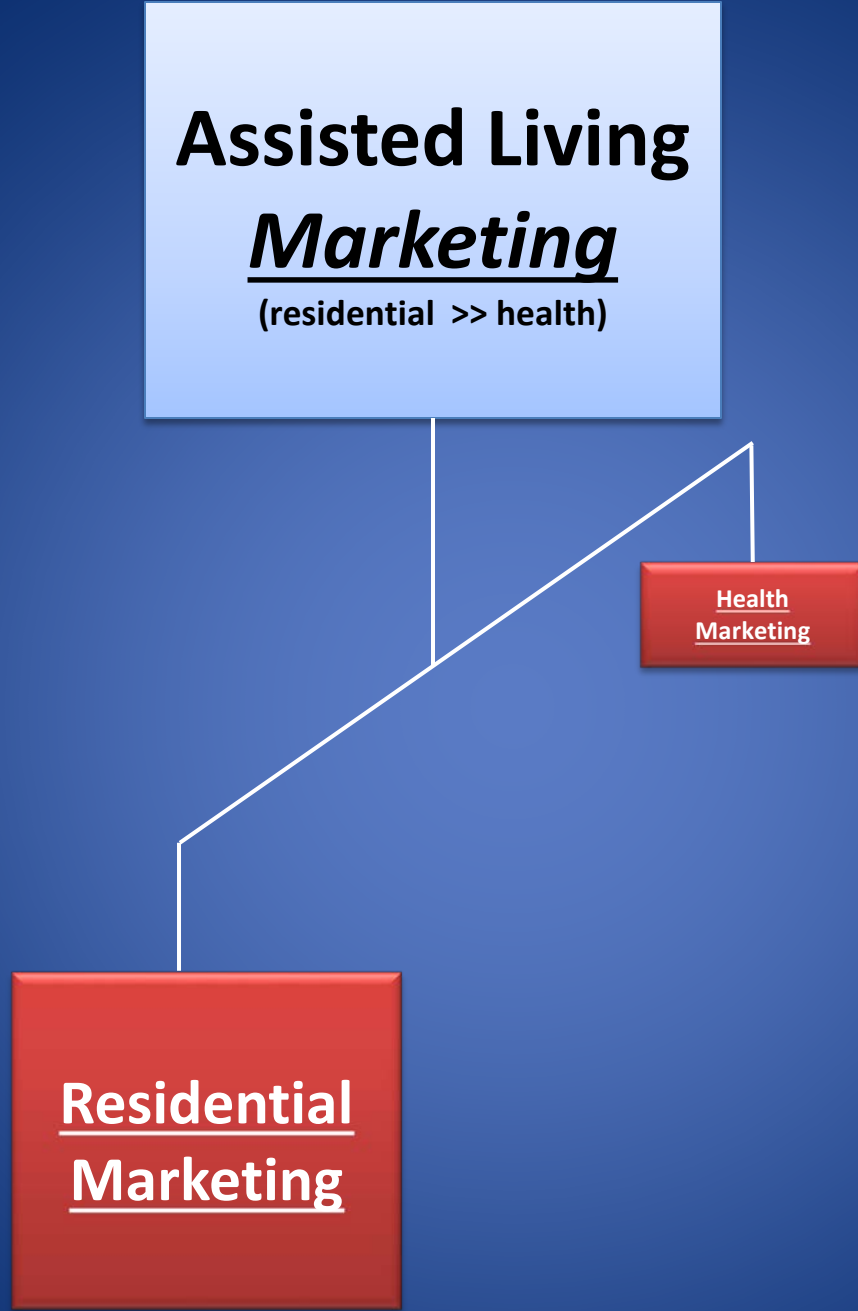 Assisted Living
Marketing
(residential >> health)
Health
Marketing
Residential
Marketing